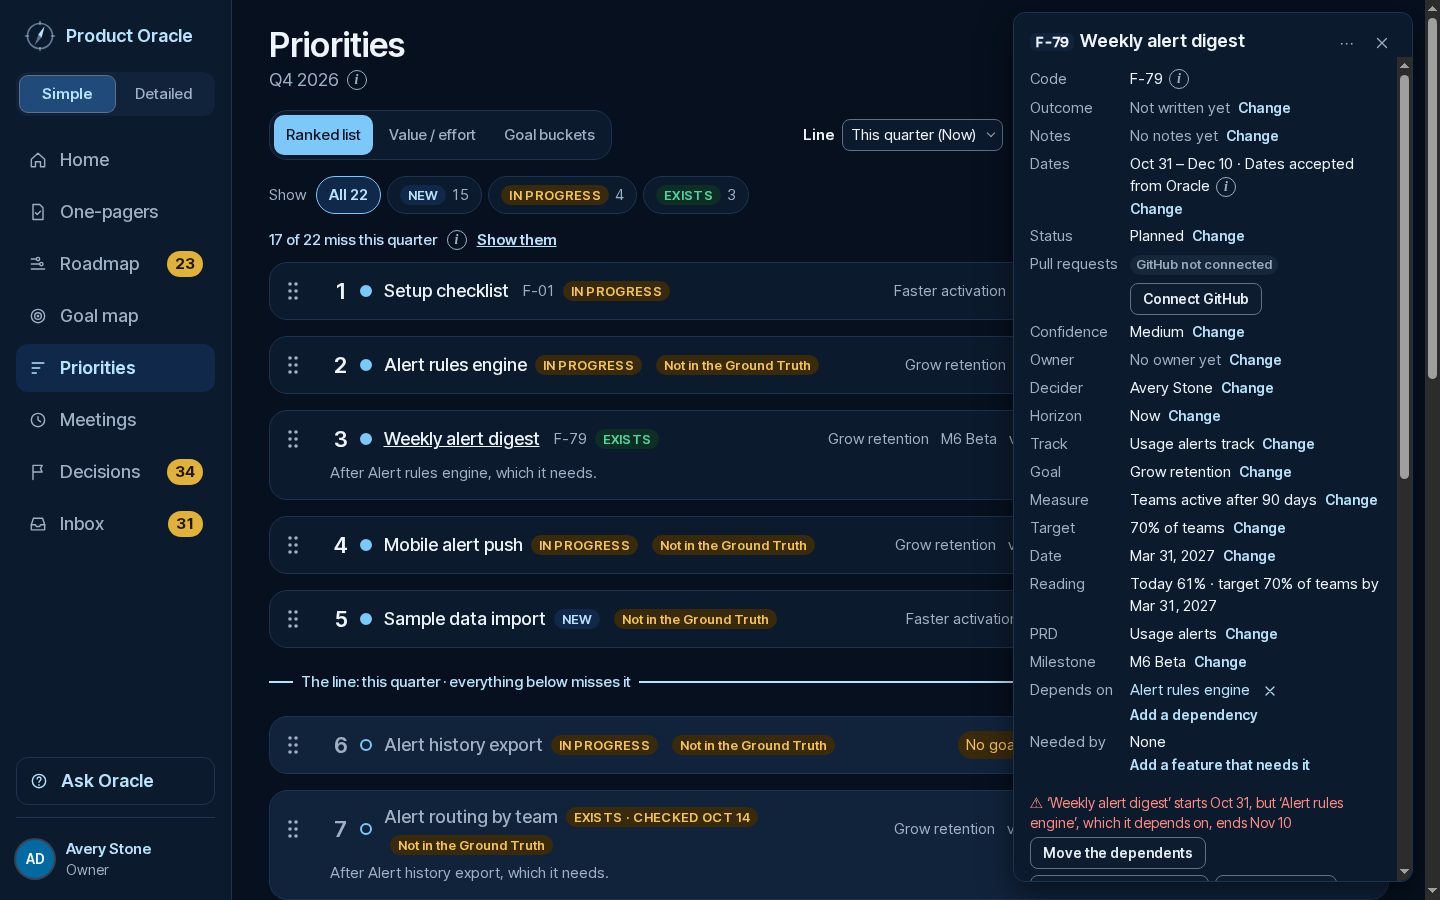 Product Oracle
Simple
Detailed
Home
One-pagers
Roadmap 23
Goal map
Priorities
Meetings
Decisions 34
Inbox 31
Ask Oracle
AD
Avery Stone
Owner
Priorities
Q4 2026 i
Ranked list
Value / effort
Goal buckets
Line This quarter (Now)
Show All 22 NEW 15 IN PROGRESS 4 EXISTS 3
17 of 22 miss this quarter i Show them
1 Setup checklist F-01 IN PROGRESS Faster activation
2 Alert rules engine IN PROGRESS Not in the Ground Truth Grow retention
3 Weekly alert digest F-79 EXISTS Grow retention M6 Beta
After Alert rules engine, which it needs.
4 Mobile alert push IN PROGRESS Not in the Ground Truth Grow retention
5 Sample data import NEW Not in the Ground Truth Faster activation
The line: this quarter · everything below misses it
6 Alert history export IN PROGRESS Not in the Ground Truth No goa
7 Alert routing by team EXISTS · CHECKED OCT 14 Grow retention
Not in the Ground Truth
After Alert history export, which it needs.
F-79 Weekly alert digest
Code F-79 i
Outcome Not written yet Change
Notes No notes yet Change
Dates Oct 31 – Dec 10 · Dates accepted
from Oracle i
Change
Status Planned Change
Pull requests GitHub not connected
Connect GitHub
Confidence Medium Change
Owner No owner yet Change
Decider Avery Stone Change
Horizon Now Change
Track Usage alerts track Change
Goal Grow retention Change
Measure Teams active after 90 days Change
Target 70% of teams Change
Date Mar 31, 2027 Change
Reading Today 61% · target 70% of teams by
Mar 31, 2027
PRD Usage alerts Change
Milestone M6 Beta Change
Depends on Alert rules engine
Add a dependency
Needed by None
Add a feature that needs it
⚠ ‘Weekly alert digest’ starts Oct 31, but ‘Alert rules
engine’, which it depends on, ends Nov 10
Move the dependents